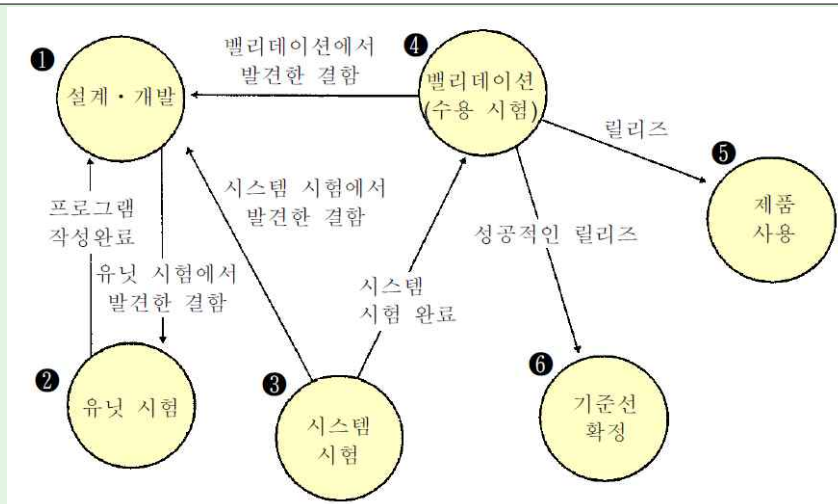 ❶
설계·개발
밸리데이션에서
발견한 결함
❹
밸리데이션
(수용 시험)
릴리즈
❺
제품
사용
프로그램
작성완료
시스템 시험에서
발견한 결함
성공적인 릴리즈
유닛 시험에서
발견한 결함
시스템
시험 완료
❷
유닛 시험
❸
시스템
시험
❻
기준선
확정